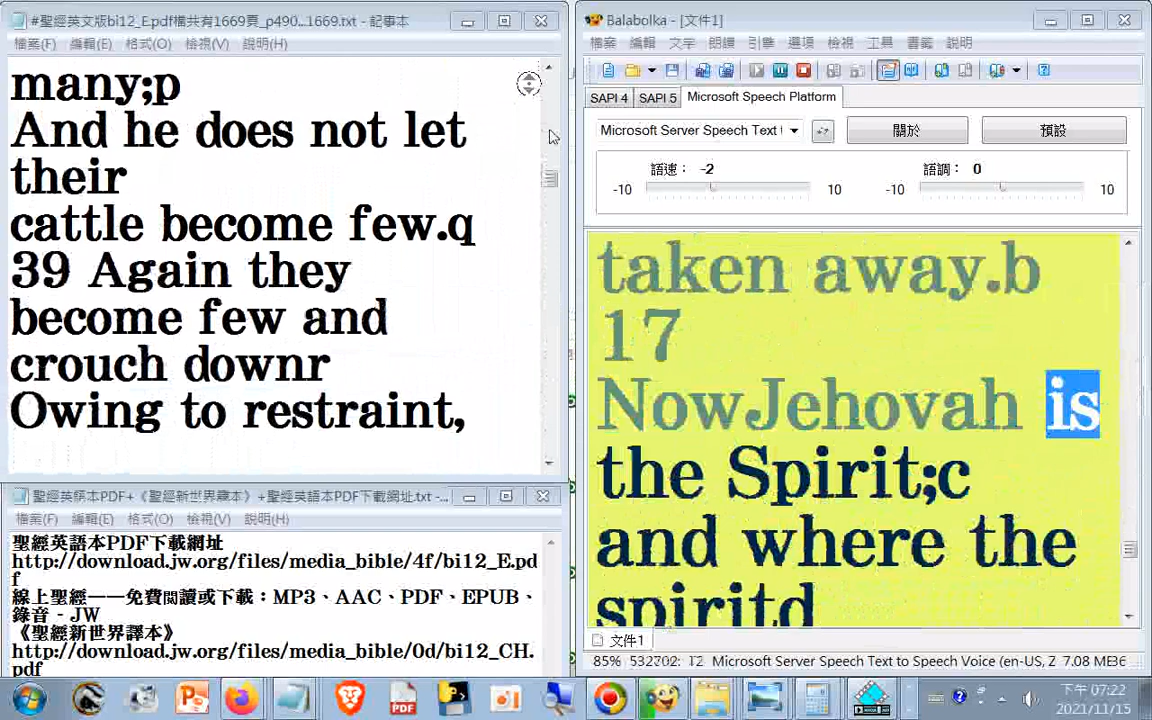 #聖經英文版bi12_E.pdf檔共有1669頁_p490...1669.txt - 記事本
檔案(F) 編輯(E) 格式(O) 檢視(V) 說明(H)
many;p
And he does not let
their
cattle become few.q
39 Again they
become few and
crouch downr
Owing to restraint,
聖經英語本PDF+《聖經新世界譯本》+聖經英語本PDF下載網址.txt -...
檔案(F) 編輯(E) 格式(O) 檢視(V) 說明(H)
聖經英語本PDF下載網址
http://download.jw.org/files/media_bible/4f/bi12_E.pd
f
線上聖經——免費閱讀或下載：MP3、AAC、PDF、EPUB、
錄音 - JW
《聖經新世界譯本》
http://download.jw.org/files/media_bible/0d/bi12_CH.
pdf
Balabolka - [文件1]
檔案 編輯 文字 朗讀 引擎 選項 檢視 工具 書籤 說明
SAPI 4 SAPI 5 Microsoft Speech Platform
Microsoft Server Speech Text 關於 預設
語速： -2 語調： 0
-10 10 -10 10
taken away.b
17
NowJehovah is
the Spirit;c
and where the
spiritd
文件1
85% 532702: 12 Microsoft Server Speech Text to Speech Voice (en-US, Z 7.08 ME36
下午 07:22
2021/11/15